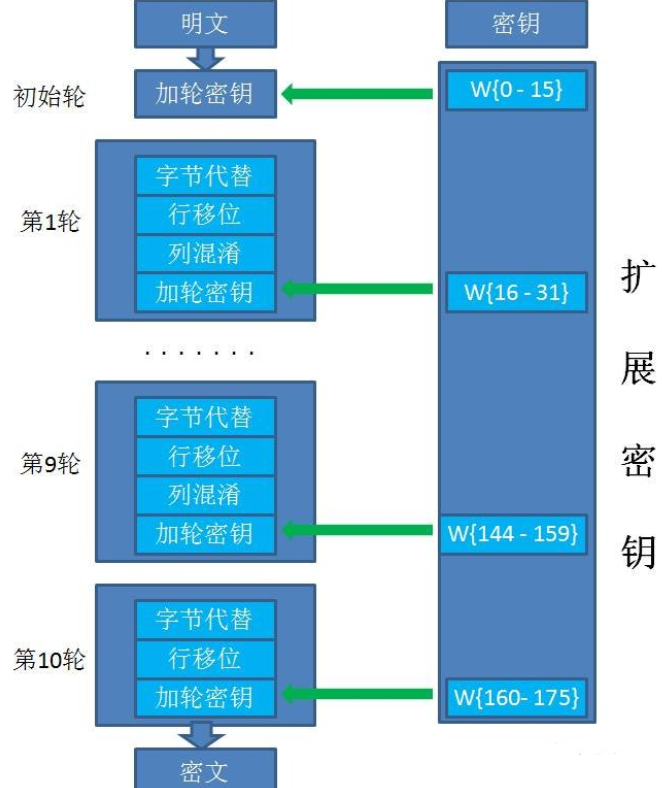 明文
密钥
初始轮
加轮密钥
W{0 - 15}
第1轮
字节代替
行移位
列混淆
加轮密钥
W{16 - 31}
.......
第9轮
字节代替
行移位
列混淆
加轮密钥
W{144 - 159}
第10轮
字节代替
行移位
加轮密钥
W{160- 175}
密文
扩
展
密
钥